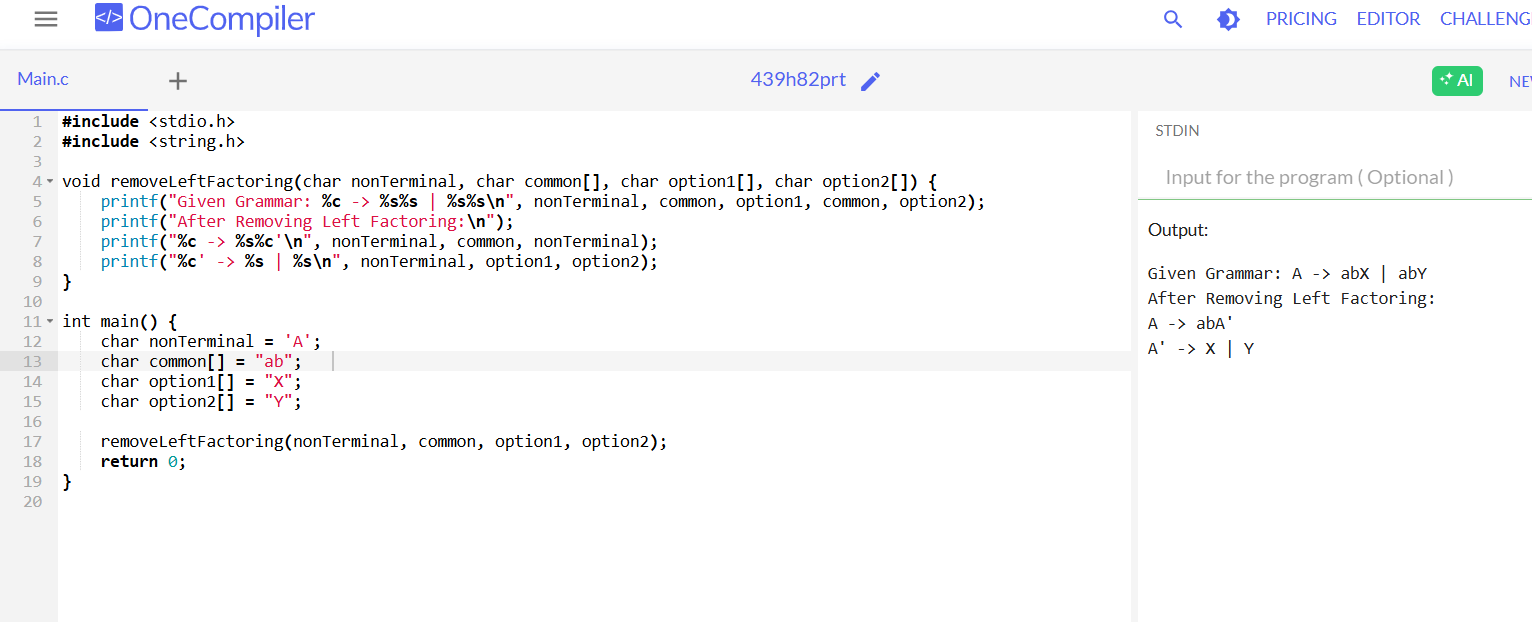 </> OneCompiler
PRICING EDITOR CHALLENG
Main.c + 439h82prt AI NEW
1 #include <stdio.h>
2 #include <string.h>
3
4 void removeLeftFactoring(char nonTerminal, char common[], char option1[], char option2[]) {
5 printf("Given Grammar: %c -> %s%s | %s%s\n", nonTerminal, common, option1, common, option2);
6 printf("After Removing Left Factoring:\n");
7 printf("%c -> %s%c'\n", nonTerminal, common, nonTerminal);
8 printf("%c' -> %s | %s\n", nonTerminal, option1, option2);
9 }
10
11 int main() {
12 char nonTerminal = 'A';
13 char common[] = "ab";
14 char option1[] = "X";
15 char option2[] = "Y";
16
17 removeLeftFactoring(nonTerminal, common, option1, option2);
18 return 0;
19 }
20
STDIN
Input for the program ( Optional )
Output:
Given Grammar: A -> abX | abY
After Removing Left Factoring:
A -> abA'
A' -> X | Y